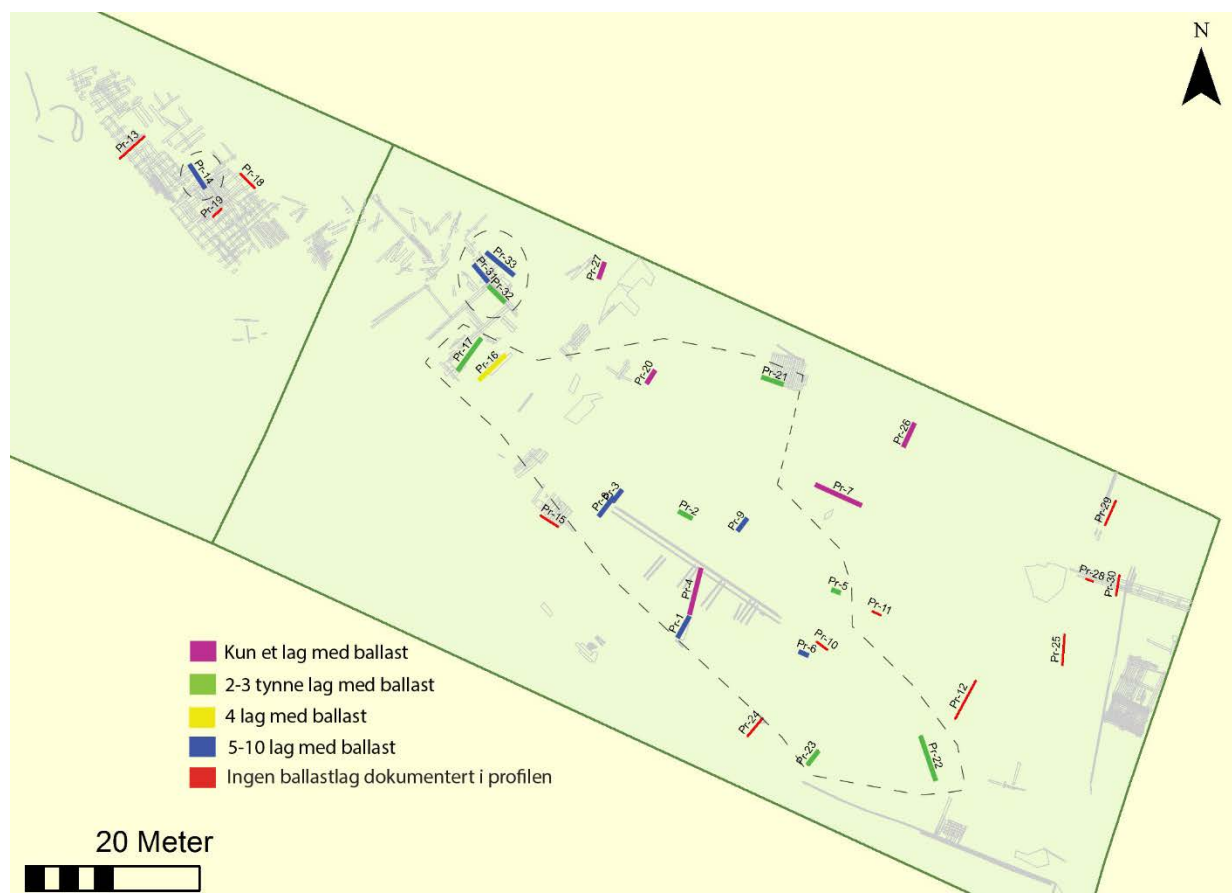 N
Pr-13
Pr-14
Pr-18
Pr-19
Pr-33
Pr-31
Pr-32
Pr-27
Pr-17
Pr-16
Pr-20
Pr-21
Pr-26
Pr-7
Pr-3
Pr-8
Pr-15
Pr-2
Pr-9
Pr-29
Pr-28
Pr-30
Pr-4
Pr-5
Pr-11
Pr-1
Pr-10
Pr-6
Pr-25
Pr-12
Pr-24
Pr-23
Pr-22
Kun et lag med ballast
2-3 tynne lag med ballast
4 lag med ballast
5-10 lag med ballast
Ingen ballastlag dokumentert i profilen
20 Meter